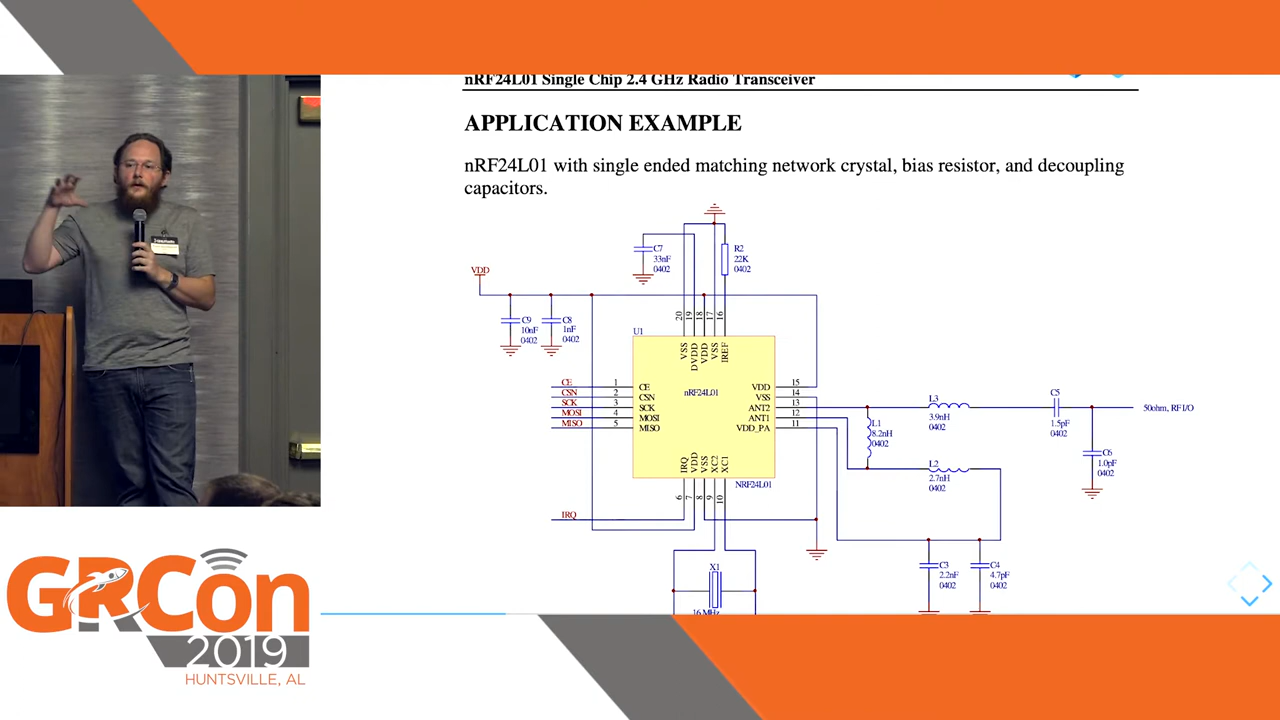 nRF24L01 Single Chip 2.4 GHz Radio Transceiver
APPLICATION EXAMPLE
nRF24L01 with single ended matching network crystal, bias resistor, and decoupling
capacitors.
C7
33nF
0402
R2
22K
0402
VDD
C9
10nF
0402
C8
1nF
0402
20
19
18
17
16
U1
VSS
DVDD
VDD
VSS
IREF
nRF24L01
CE
CSN
SCK
MOSI
MISO
1
2
3
4
5
CE
CSN
SCK
MOSI
MISO
VDD
VSS
ANT2
ANT1
VDD_PA
15
14
13
12
11
IRQ
VDD
VSS
XC2
XC1
6
7
8
9
10
NRF24L01
IRQ
L1
8.2nH
0402
L3
3.9nH
0402
L2
2.7nH
0402
C5
1.5pF
0402
50ohm, RF I/O
C6
1.0pF
0402
C3
2.2nF
0402
C4
4.7pF
0402
X1
16 MHz
GRCon
2019
HUNTSVILLE, AL